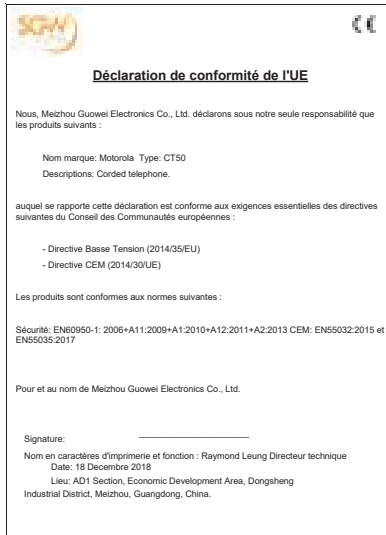 SGW
CE
Déclaration de conformité de l'UE
Nous, Meizhou Guowei Electronics Co., Ltd. déclarons sous notre seule responsabilité que
les produits suivants :
Nom marque: Motorola Type: CT50
Descriptions: Corded telephone.
auquel se rapporte cette déclaration est conforme aux exigences essentielles des directives
suivantes du Conseil des Communautés européennes :
- Directive Basse Tension (2014/35/EU)
- Directive CEM (2014/30/UE)
Les produits sont conformes aux normes suivantes :
Sécurité: EN60950-1: 2006+A11:2009+A1:2010+A12:2011+A2:2013 CEM: EN55032:2015 et
EN55035:2017
Pour et au nom de Meizhou Guowei Electronics Co., Ltd.
Signature:
Nom en caractères d'imprimerie et fonction : Raymond Leung Directeur technique
Date: 18 Decembre 2018
Lieu: AD1 Section, Economic Development Area, Dongsheng
Industrial District, Meizhou, Guangdong, China.